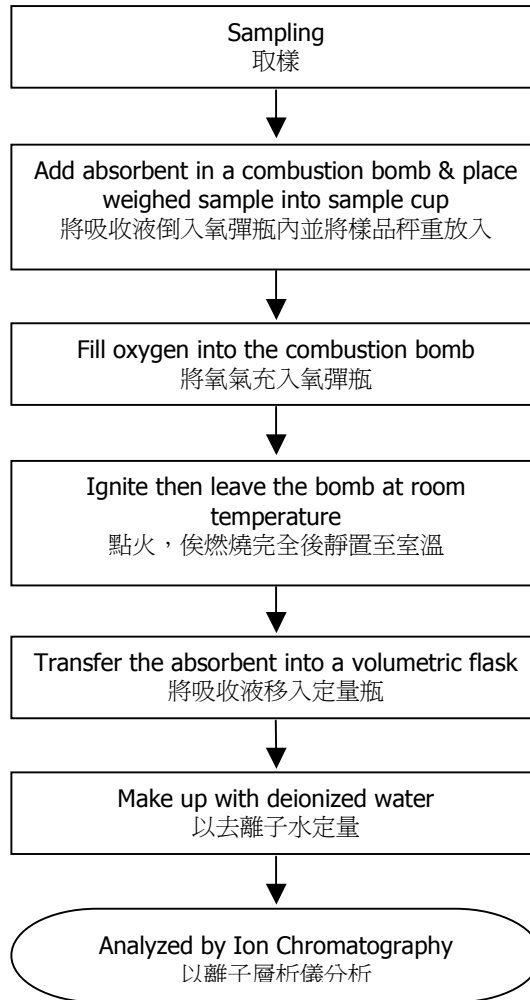 Sampling
取樣
Add absorbent in a combustion bomb & place
weighed sample into sample cup
將吸收液倒入氧彈瓶內並將樣品秤重放入
Fill oxygen into the combustion bomb
將氧氣充入氧彈瓶
Ignite then leave the bomb at room
temperature
點火，俟燃燒完全後靜置至室溫
Transfer the absorbent into a volumetric flask
將吸收液移入定量瓶
Make up with deionized water
以去離子水定量
Analyzed by Ion Chromatography
以離子層析儀分析